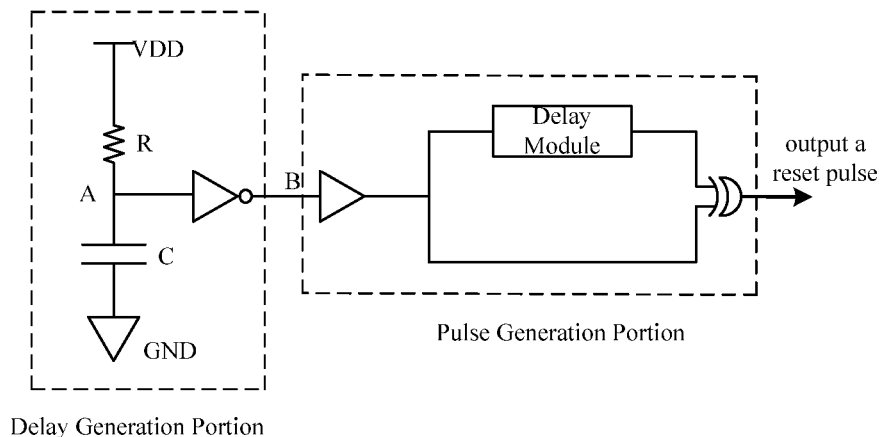 VDD
R
A
C
GND
B
Delay
Module
output a
reset pulse
Pulse Generation Portion
Delay Generation Portion